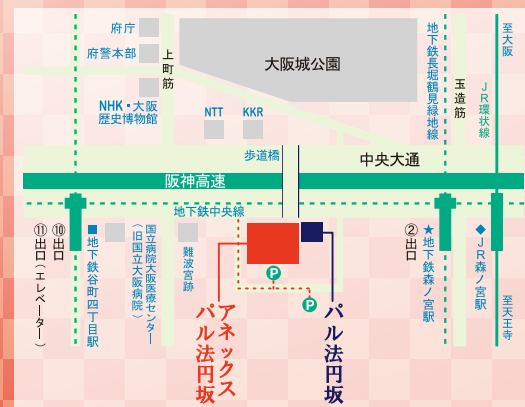 府庁
府警本部
上町筋
大阪城公園
地下鉄長堀鶴見緑地線
玉造筋
JR環状線
至大阪
NHK・大阪
歴史博物館
NTT
KKR
歩道橋
中央大通
阪神高速
地下鉄中央線
⑪出口(エレベーター)
⑩出口
■地下鉄谷町四丁目駅
国立病院大阪医療センター
(旧国立大阪病院)
難波宮跡
P
P
アネックス
パル法円坂
パル法円坂
②出口
★地下鉄森ノ宮駅
◆JR森ノ宮駅
至天王寺